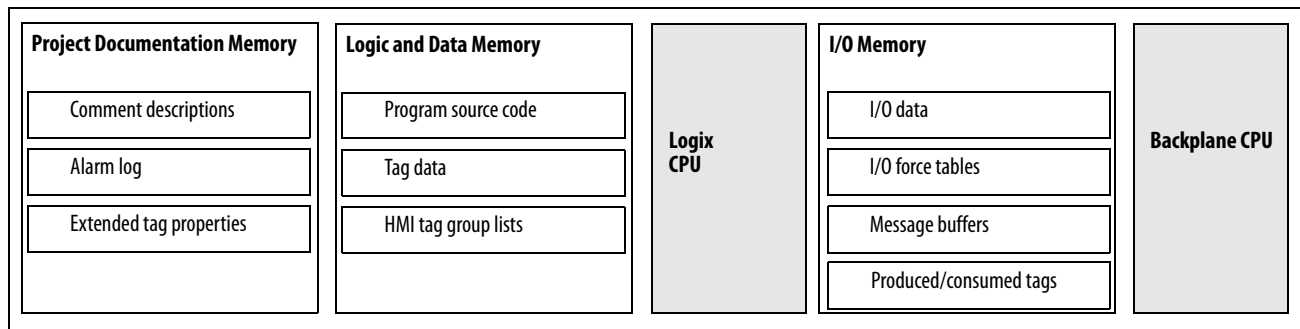 Project Documentation Memory
Comment descriptions
Alarm log
Extended tag properties
Logic and Data Memory
Program source code
Tag data
HMI tag group lists
Logix
CPU
I/O Memory
I/O data
I/O force tables
Message buffers
Produced/consumed tags
Backplane CPU